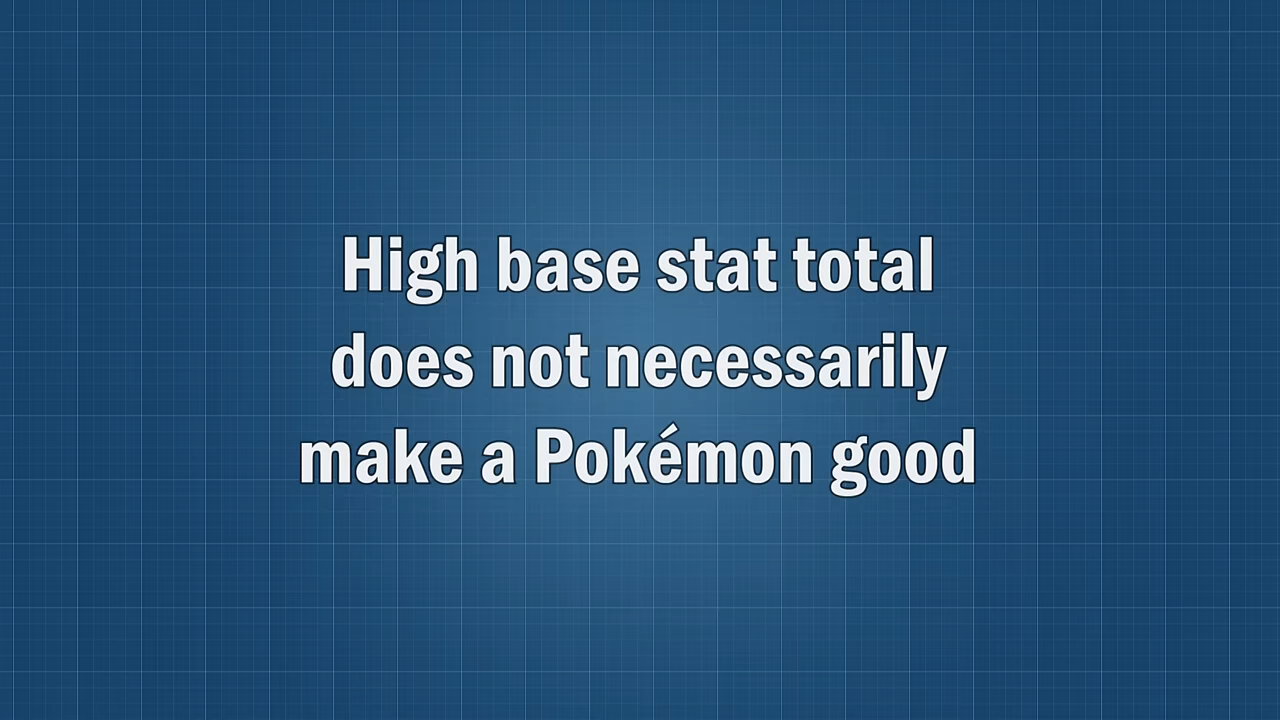 High base stat total
does not necessarily
make a Pokémon good